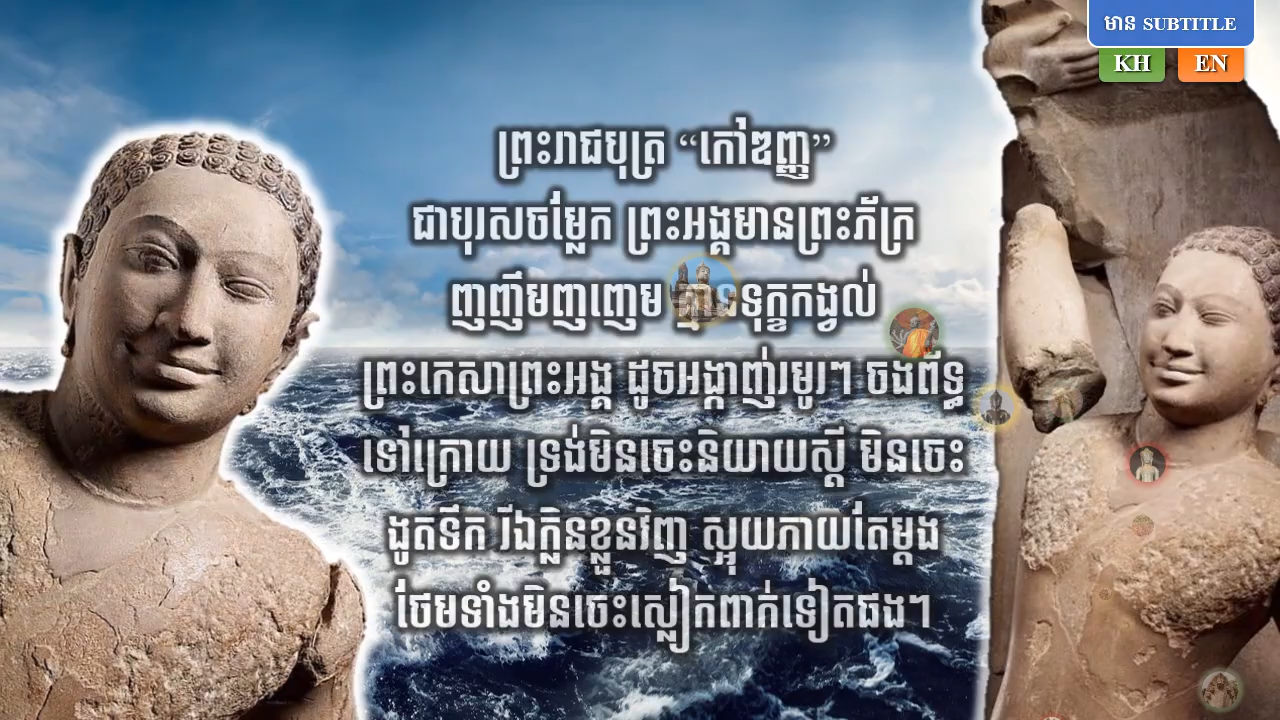 មាន SUBTITLE
KH EN
ព្រះរាជបុត្រ “កៅឌញ្ញ”
ជាបុរសចម្លែក ព្រះអង្គមានព្រះភ័ក្រ
ញញឹមញញេម គ្មានទុក្ខកង្វល់
ព្រះកេសាព្រះអង្គ ដូចអង្កាញ់រមូរៗ ចងព័ទ្ធ
ទៅក្រោយ ទ្រង់មិនចេះនិយាយស្តី មិនចេះ
ងូតទឹក រីឯក្លិនខ្លួនវិញ ស្អុយភាយតែម្តង
ថែមទាំងមិនចេះស្លៀកពាក់ទៀតផងៗ